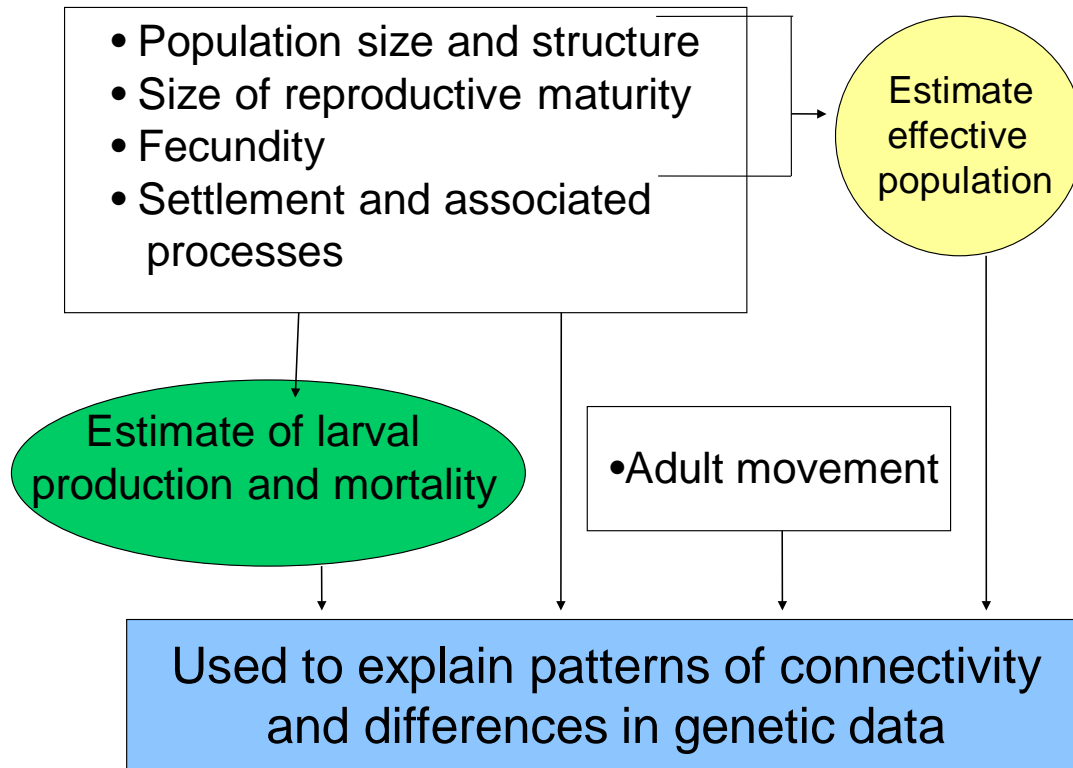 • Population size and structure
• Size of reproductive maturity
• Fecundity
• Settlement and associated
processes
Estimate
effective
population
Estimate of larval
production and mortality
•Adult movement
Used to explain patterns of connectivity
and differences in genetic data